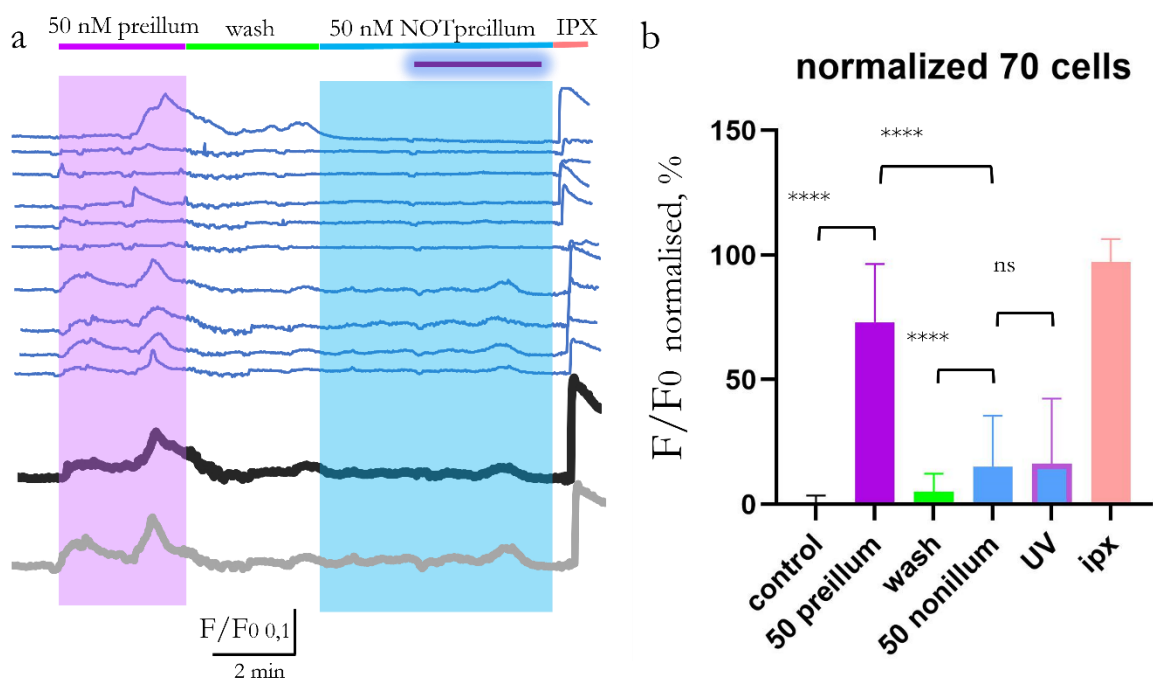 a
50 nM preillum
wash
50 nM NOTpreillum
IPX
F/F0 0,1
2 min
b
normalized 70 cells
F/F0 normalised, %
150
100
50
0
****
****
****
ns
control
50 preillum
wash
50 nonillum
UV
ipx